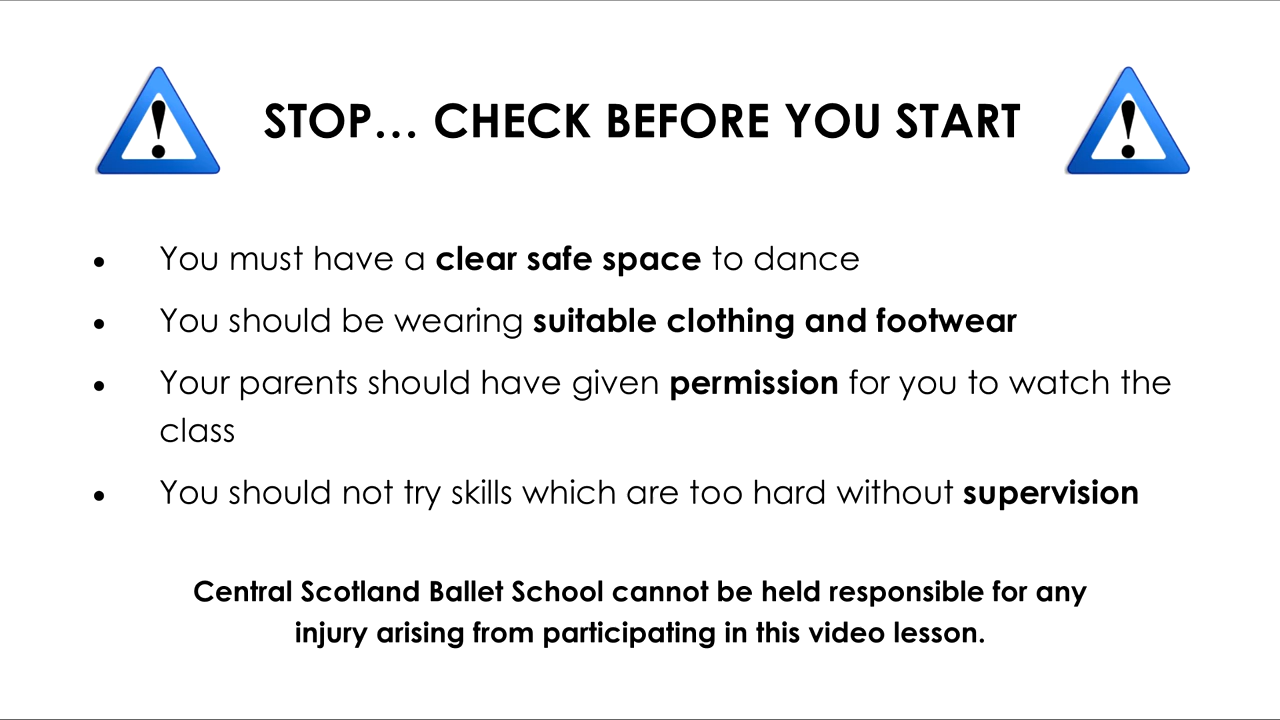 STOP... CHECK BEFORE YOU START
• You must have a clear safe space to dance
• You should be wearing suitable clothing and footwear
• Your parents should have given permission for you to watch the
class
• You should not try skills which are too hard without supervision
Central Scotland Ballet School cannot be held responsible for any
injury arising from participating in this video lesson.